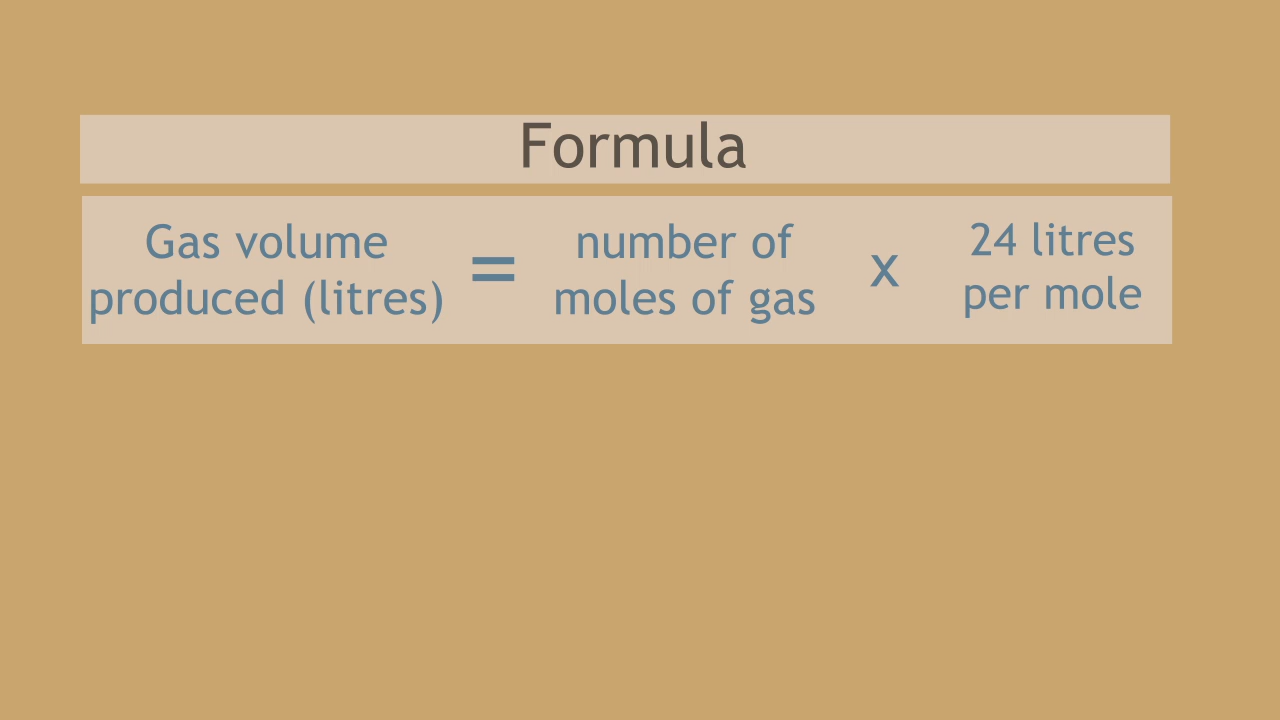 Formula
Gas volume
produced (litres)
=
number of
moles of gas
x
24 litres
per mole